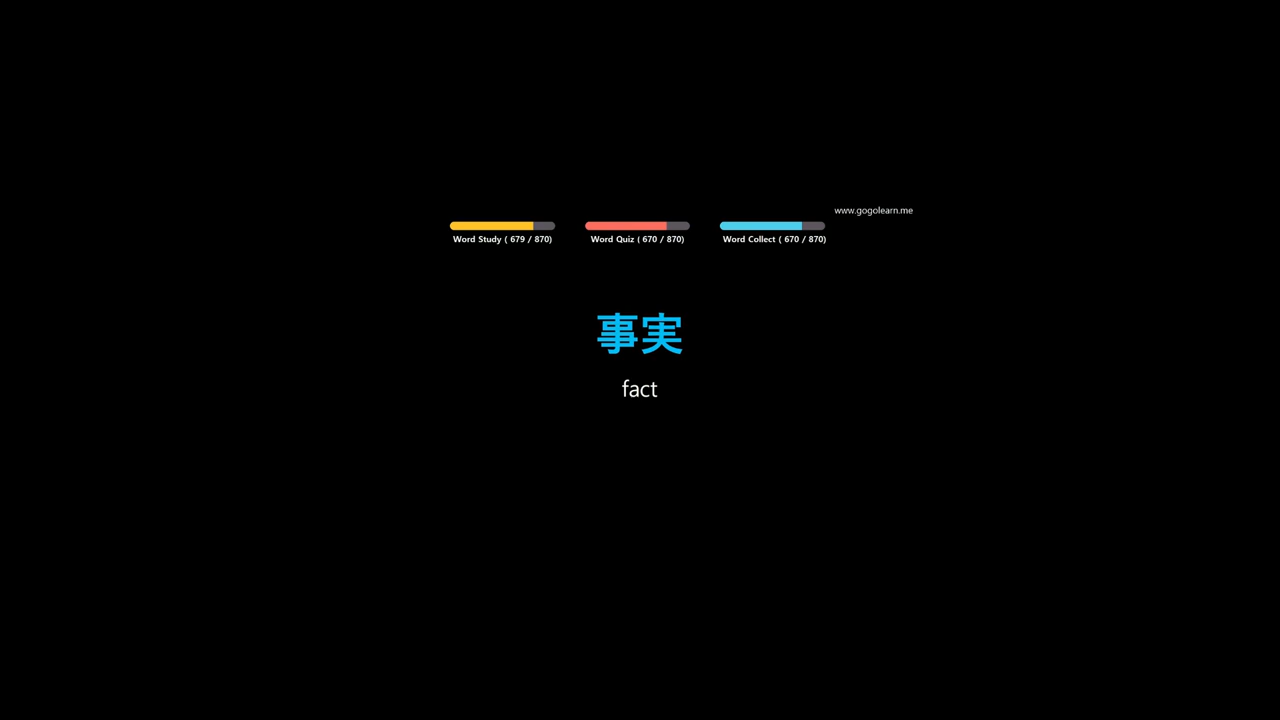 www.gogolearn.me
Word Study ( 679 / 870)
Word Quiz ( 670 / 870)
Word Collect ( 670 / 870)
事実
fact